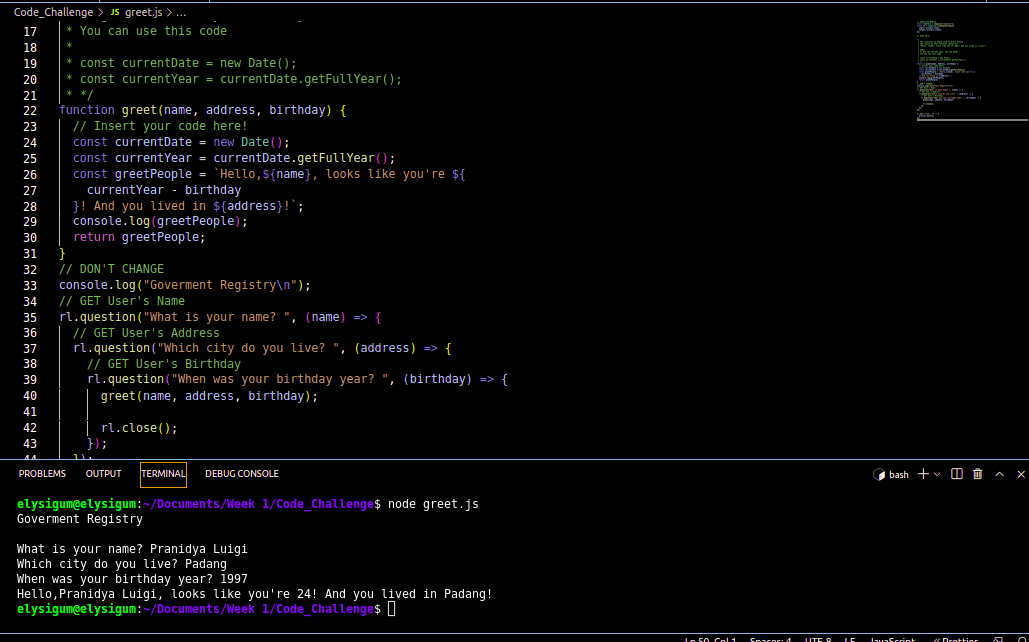 Code_Challenge > JS greet.js > ...
17 * You can use this code
18 *
19 * const currentDate = new Date();
20 * const currentYear = currentDate.getFullYear();
21 * */
22 function greet(name, address, birthday) {
23 // Insert your code here!
24 const currentDate = new Date();
25 const currentYear = currentDate.getFullYear();
26 const greetPeople = `Hello,${name}, looks like you're ${
27 currentYear - birthday
28 }! And you lived in ${address}!`;
29 console.log(greetPeople);
30 return greetPeople;
31 }
32 // DON'T CHANGE
33 console.log("Goverment Registry\n");
34 // GET User's Name
35 rl.question("What is your name? ", (name) => {
36 // GET User's Address
37 rl.question("Which city do you live? ", (address) => {
38 // GET User's Birthday
39 rl.question("When was your birthday year? ", (birthday) => {
40 greet(name, address, birthday);
41
42 rl.close();
43 });
44 });
PROBLEMS OUTPUT TERMINAL DEBUG CONSOLE bash
elysigum@elysigum:~/Documents/Week 1/Code_Challenge$ node greet.js
Goverment Registry
What is your name? Pranidya Luigi
Which city do you live? Padang
When was your birthday year? 1997
Hello,Pranidya Luigi, looks like you're 24! And you lived in Padang!
elysigum@elysigum:~/Documents/Week 1/Code_Challenge$
Ln 50, Col 1 Spaces: 4 UTF-8 LF JavaScript Prettier